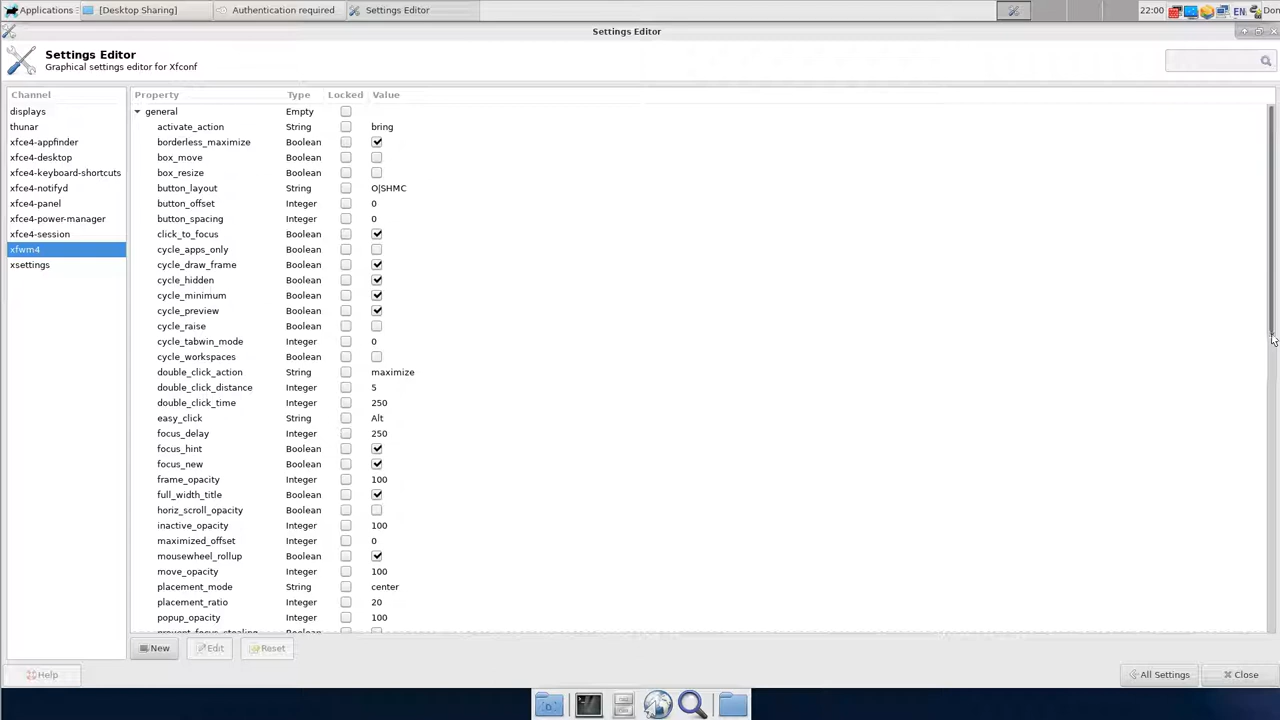 Applications
[Desktop Sharing]
Authentication required
Settings Editor
22:00
EN
Don
Settings Editor
Settings Editor
Graphical settings editor for Xfconf
Channel
displays
thunar
xfce4-appfinder
xfce4-desktop
xfce4-keyboard-shortcuts
xfce4-notifyd
xfce4-panel
xfce4-power-manager
xfce4-session
xfwm4
xsettings
Property Type Locked Value
general Empty
activate_action String bring
borderless_maximize Boolean
box_move Boolean
box_resize Boolean
button_layout String O|SHMC
button_offset Integer 0
button_spacing Integer 0
click_to_focus Boolean
cycle_apps_only Boolean
cycle_draw_frame Boolean
cycle_hidden Boolean
cycle_minimum Boolean
cycle_preview Boolean
cycle_raise Boolean
cycle_tabwin_mode Integer 0
cycle_workspaces Boolean
double_click_action String maximize
double_click_distance Integer 5
double_click_time Integer 250
easy_click String Alt
focus_delay Integer 250
focus_hint Boolean
focus_new Boolean
frame_opacity Integer 100
full_width_title Boolean
horiz_scroll_opacity Boolean
inactive_opacity Integer 100
maximized_offset Integer 0
mousewheel_rollup Boolean
move_opacity Integer 100
placement_mode String center
placement_ratio Integer 20
popup_opacity Integer 100
prevent_focus_stealing Boolean
New Edit Reset
Help All Settings Close